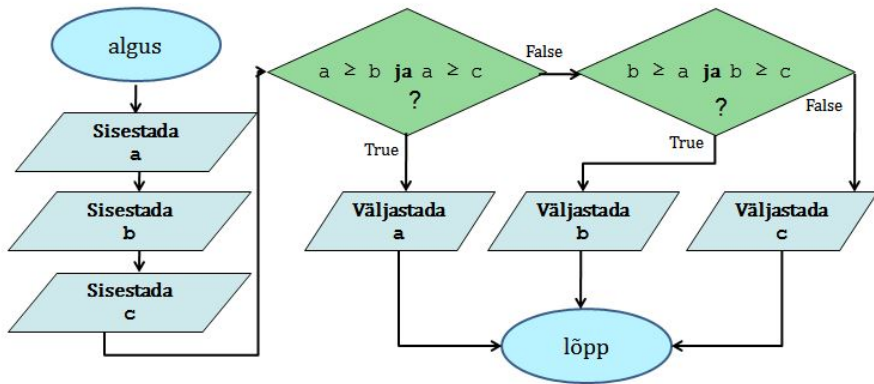 algus
Sisestada
a
Sisestada
b
Sisestada
c
a ≥ b ja a ≥ c
?
False
True
b ≥ a ja b ≥ c
?
False
True
Väljastada
a
Väljastada
b
Väljastada
c
lõpp